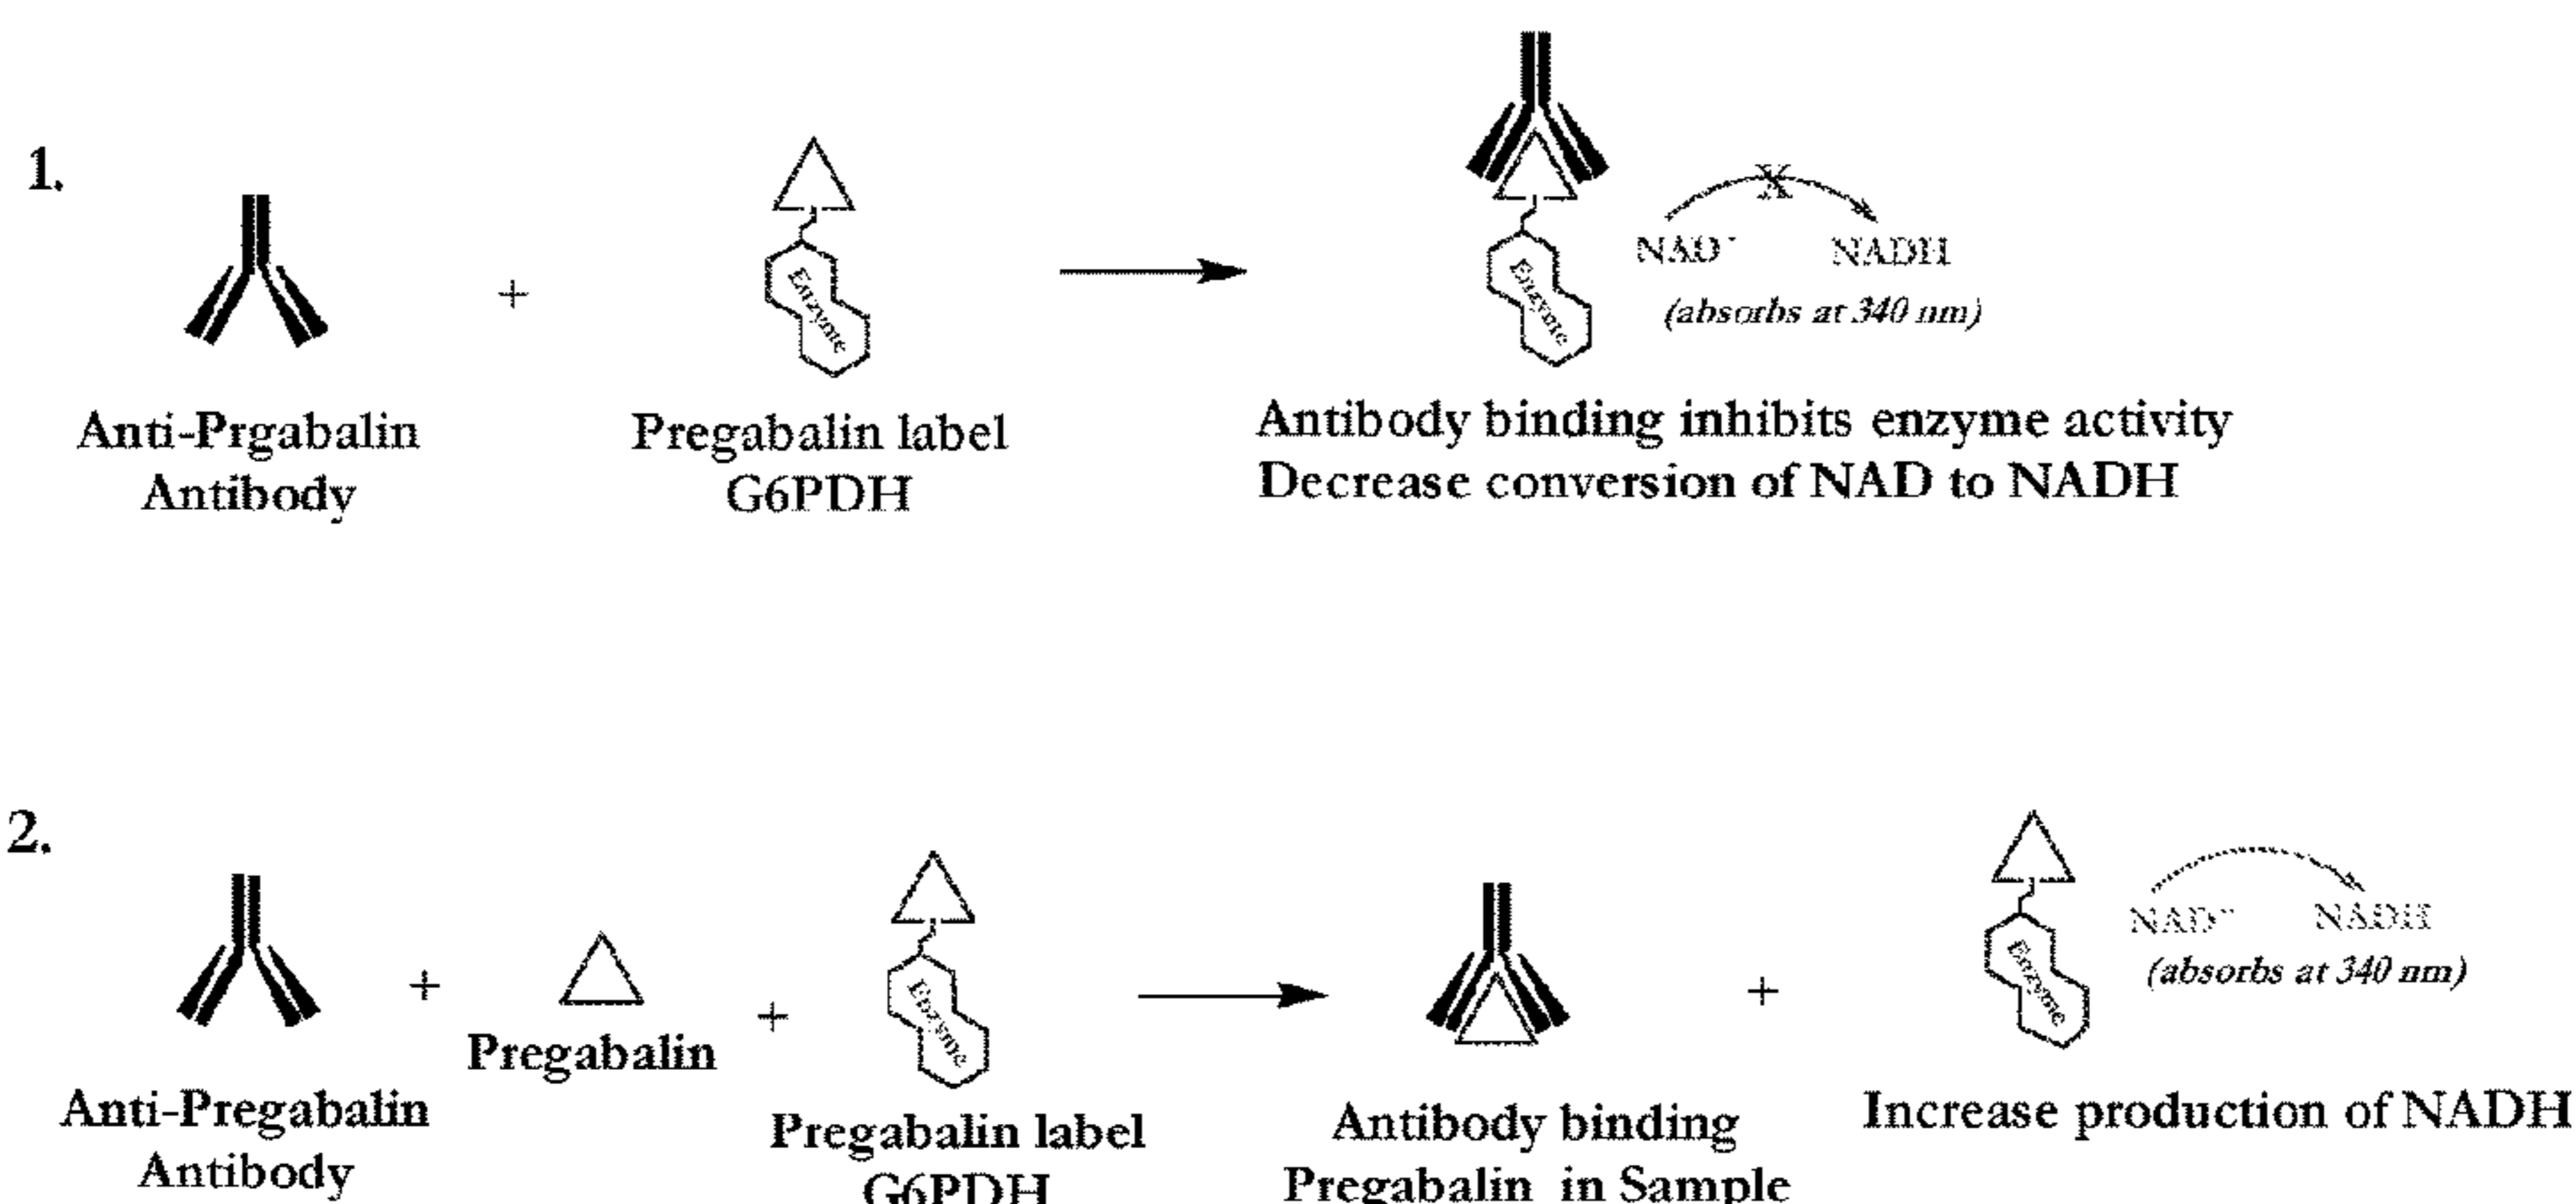 1.
+
Enzyme
Enzyme
X
NAD⁺ NADH
(absorbs at 340 nm)
Anti-Prgabalin
Antibody
Pregabalin label
G6PDH
Antibody binding inhibits enzyme activity
Decrease conversion of NAD to NADH
2.
+
Pregabalin
+
Enzyme
+
Enzyme
NAD⁺ NADH
(absorbs at 340 nm)
Anti-Pregabalin
Antibody
Pregabalin label
G6PDH
Antibody binding
Pregabalin in Sample
Increase production of NADH